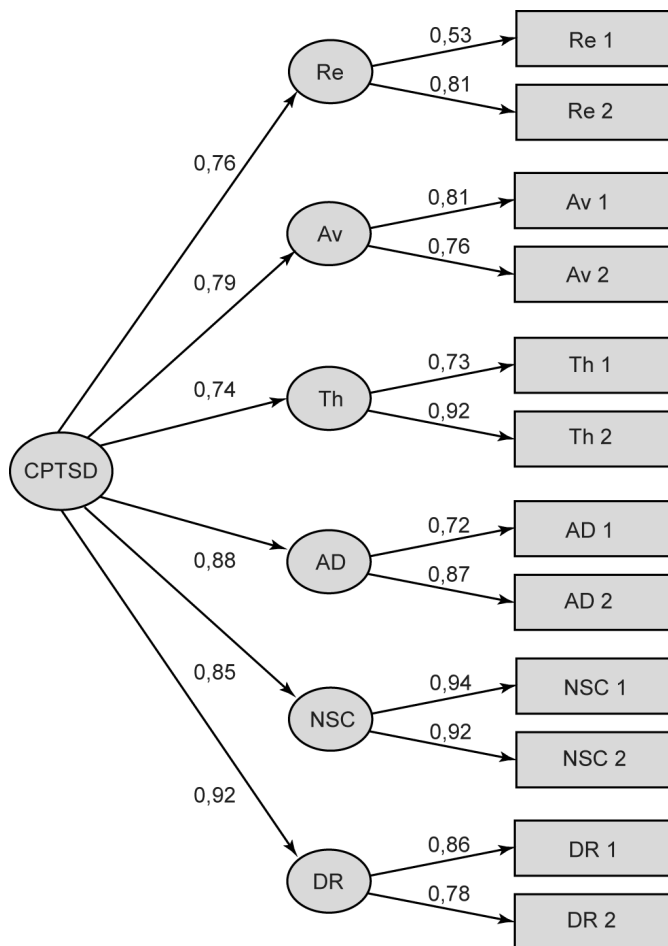 0,53
Re 1
Re
0,81
Re 2
0,76
0,81
Av 1
Av
0,76
Av 2
0,79
0,73
Th 1
0,74
Th
0,92
Th 2
CPTSD
0,72
AD 1
0,88
AD
0,87
AD 2
0,85
0,94
NSC 1
NSC
0,92
NSC 2
0,92
0,86
DR 1
DR
0,78
DR 2